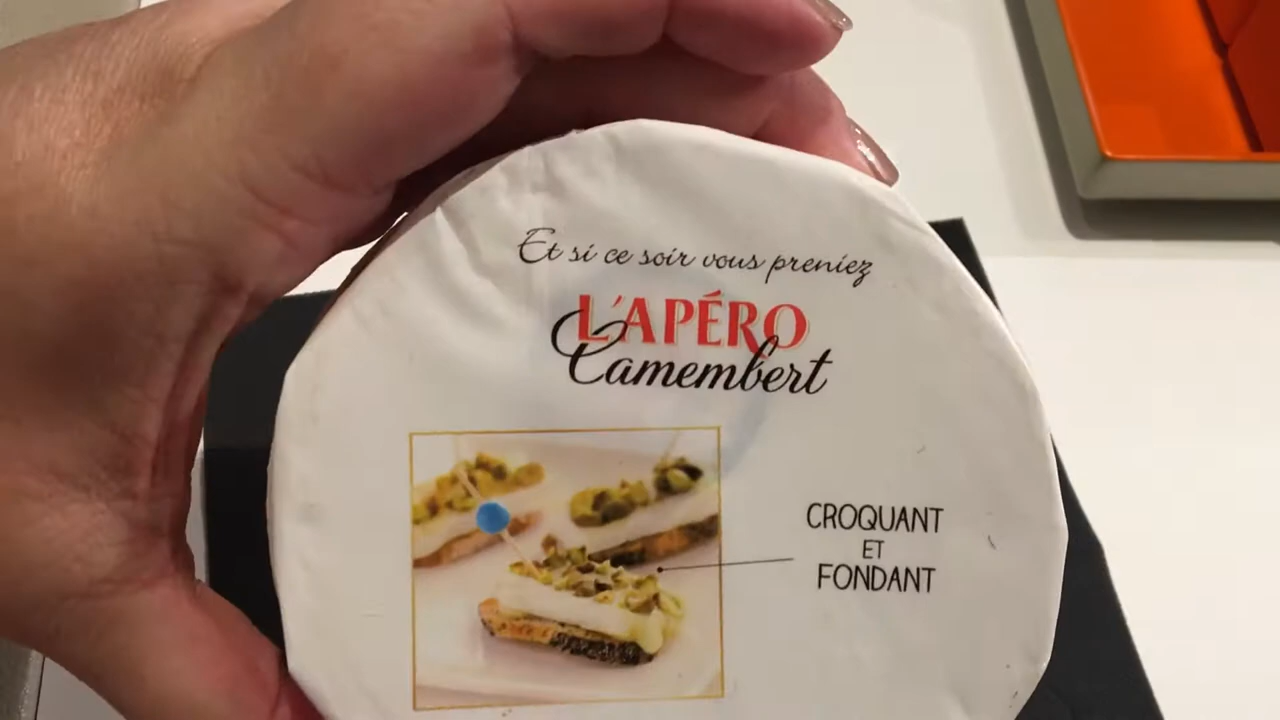 Et si ce soir vous preniez
L'APÉRO
Camembert
CROQUANT
ET
FONDANT